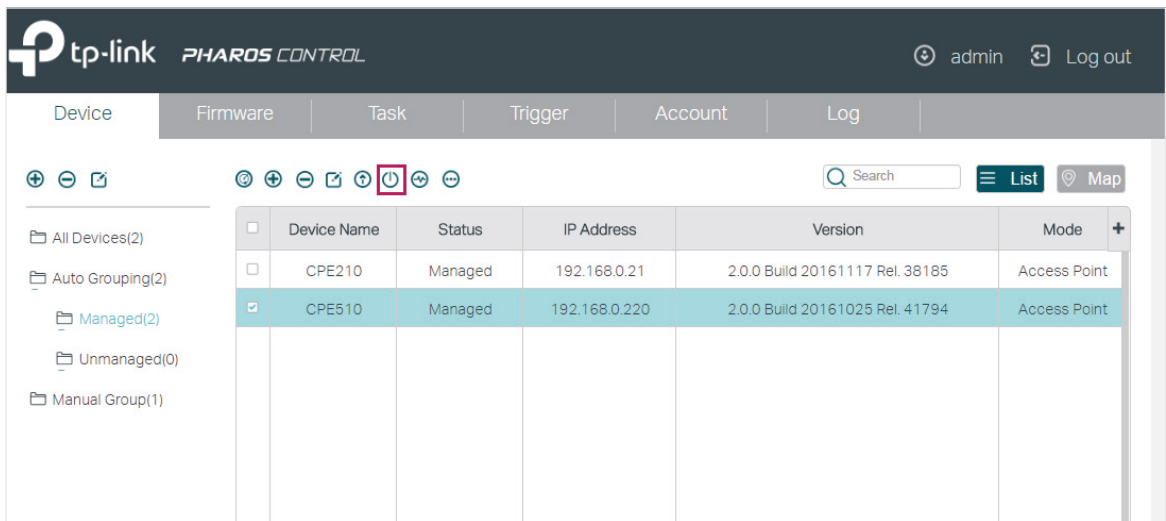 tp-link PHAROS CONTROL admin Log out
Device Firmware Task Trigger Account Log
Search List Map
All Devices(2)
Auto Grouping(2)
Managed(2)
Unmanaged(0)
Manual Group(1)
Device Name Status IP Address Version Mode +
CPE210 Managed 192.168.0.21 2.0.0 Build 20161117 Rel. 38185 Access Point
CPE510 Managed 192.168.0.220 2.0.0 Build 20161025 Rel. 41794 Access Point